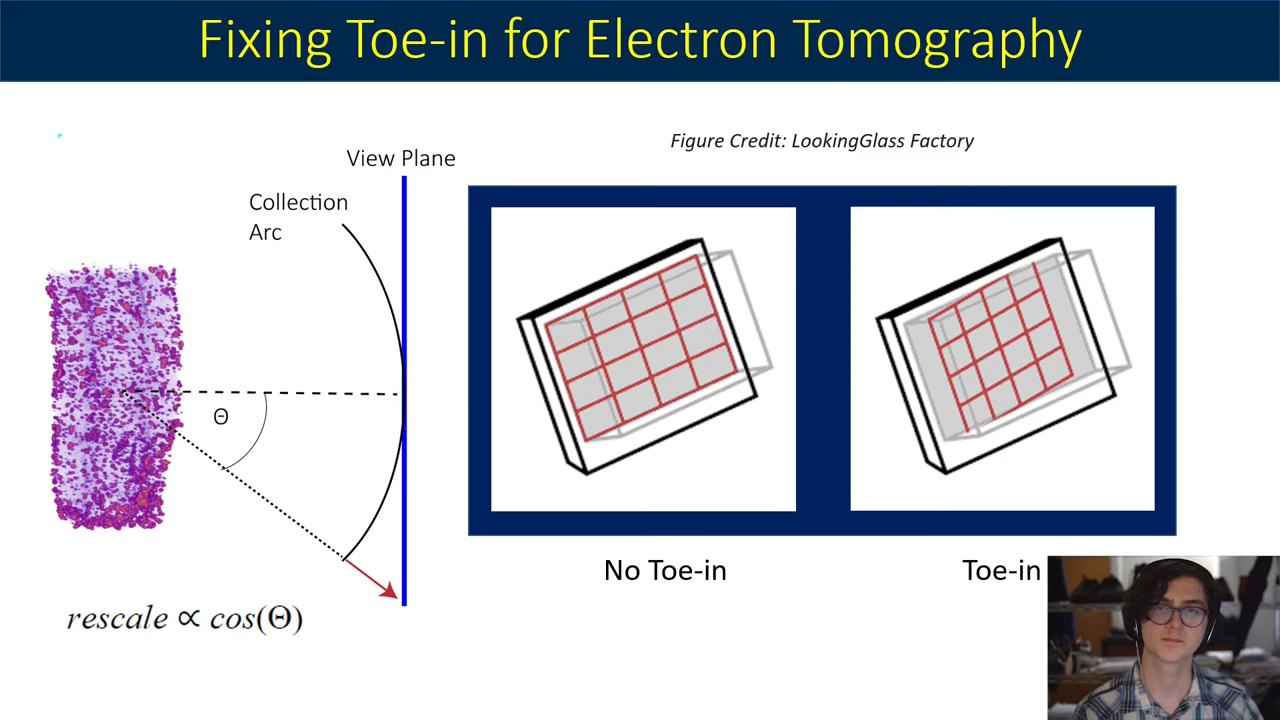 Fixing Toe-in for Electron Tomography
Figure Credit: LookingGlass Factory
View Plane
Collection
Arc
Θ
rescale ∝ cos(Θ)
No Toe-in
Toe-in